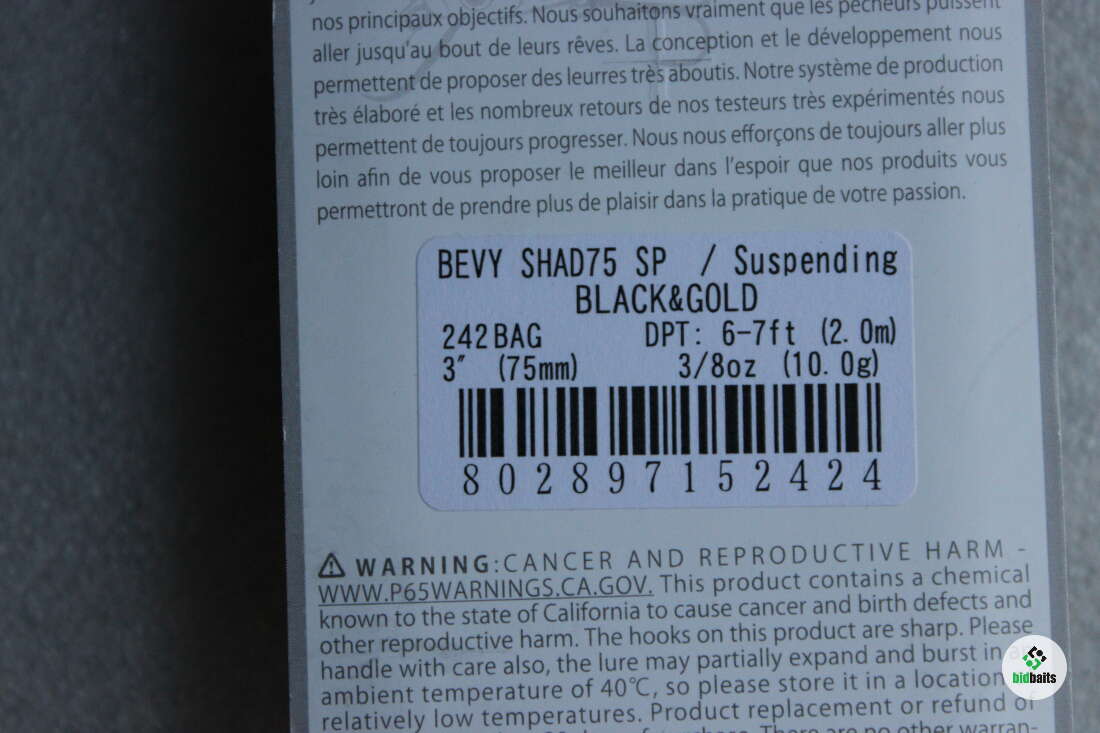 nos principaux objectifs. Nous souhaitons vraiment que les pêcheurs puissent
aller jusqu'au bout de leurs rêves. La conception et le développement nous
permettent de proposer des leurres très aboutis. Notre système de production
très élaboré et les nombreux retours de nos testeurs très expérimentés nous
permettent de toujours progresser. Nous nous efforçons de toujours aller plus
loin afin de vous proposer le meilleur dans l'espoir que nos produits vous
permettront de prendre plus de plaisir dans la pratique de votre passion.
BEVY SHAD75 SP / Suspending
BLACK&GOLD
242BAG DPT: 6-7ft (2.0m)
3″ (75mm) 3/8oz (10.0g)
802897152424
⚠ WARNING:CANCER AND REPRODUCTIVE HARM -
WWW.P65WARNINGS.CA.GOV. This product contains a chemical
known to the state of California to cause cancer and birth defects and
other reproductive harm. The hooks on this product are sharp. Please
handle with care also, the lure may partially expand and burst in
ambient temperature of 40℃, so please store it in a location
relatively low temperatures. Product replacement or refund of
There are no other warran-
bidbaits